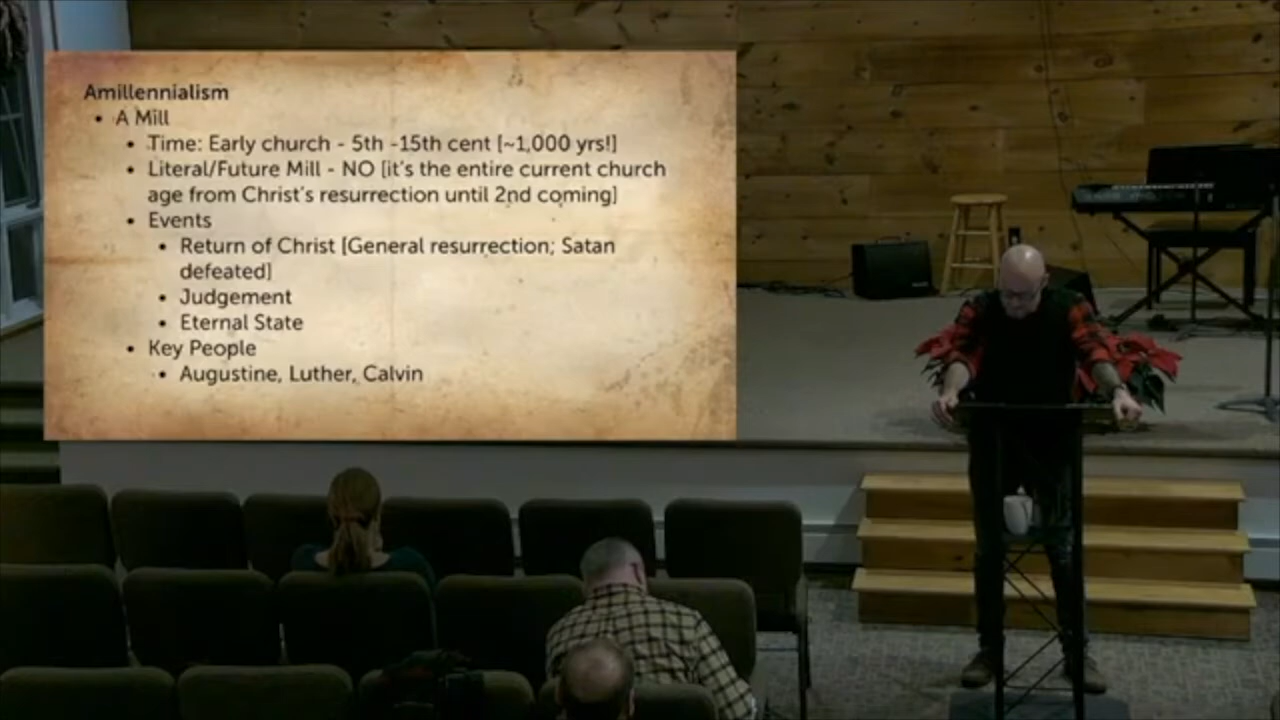 Amillennialism
• A Mill
• Time: Early church - 5th -15th cent [~1,000 yrs!]
• Literal/Future Mill - NO [it's the entire current church
age from Christ's resurrection until 2nd coming]
• Events
• Return of Christ [General resurrection; Satan
defeated]
• Judgement
• Eternal State
• Key People
• Augustine, Luther, Calvin